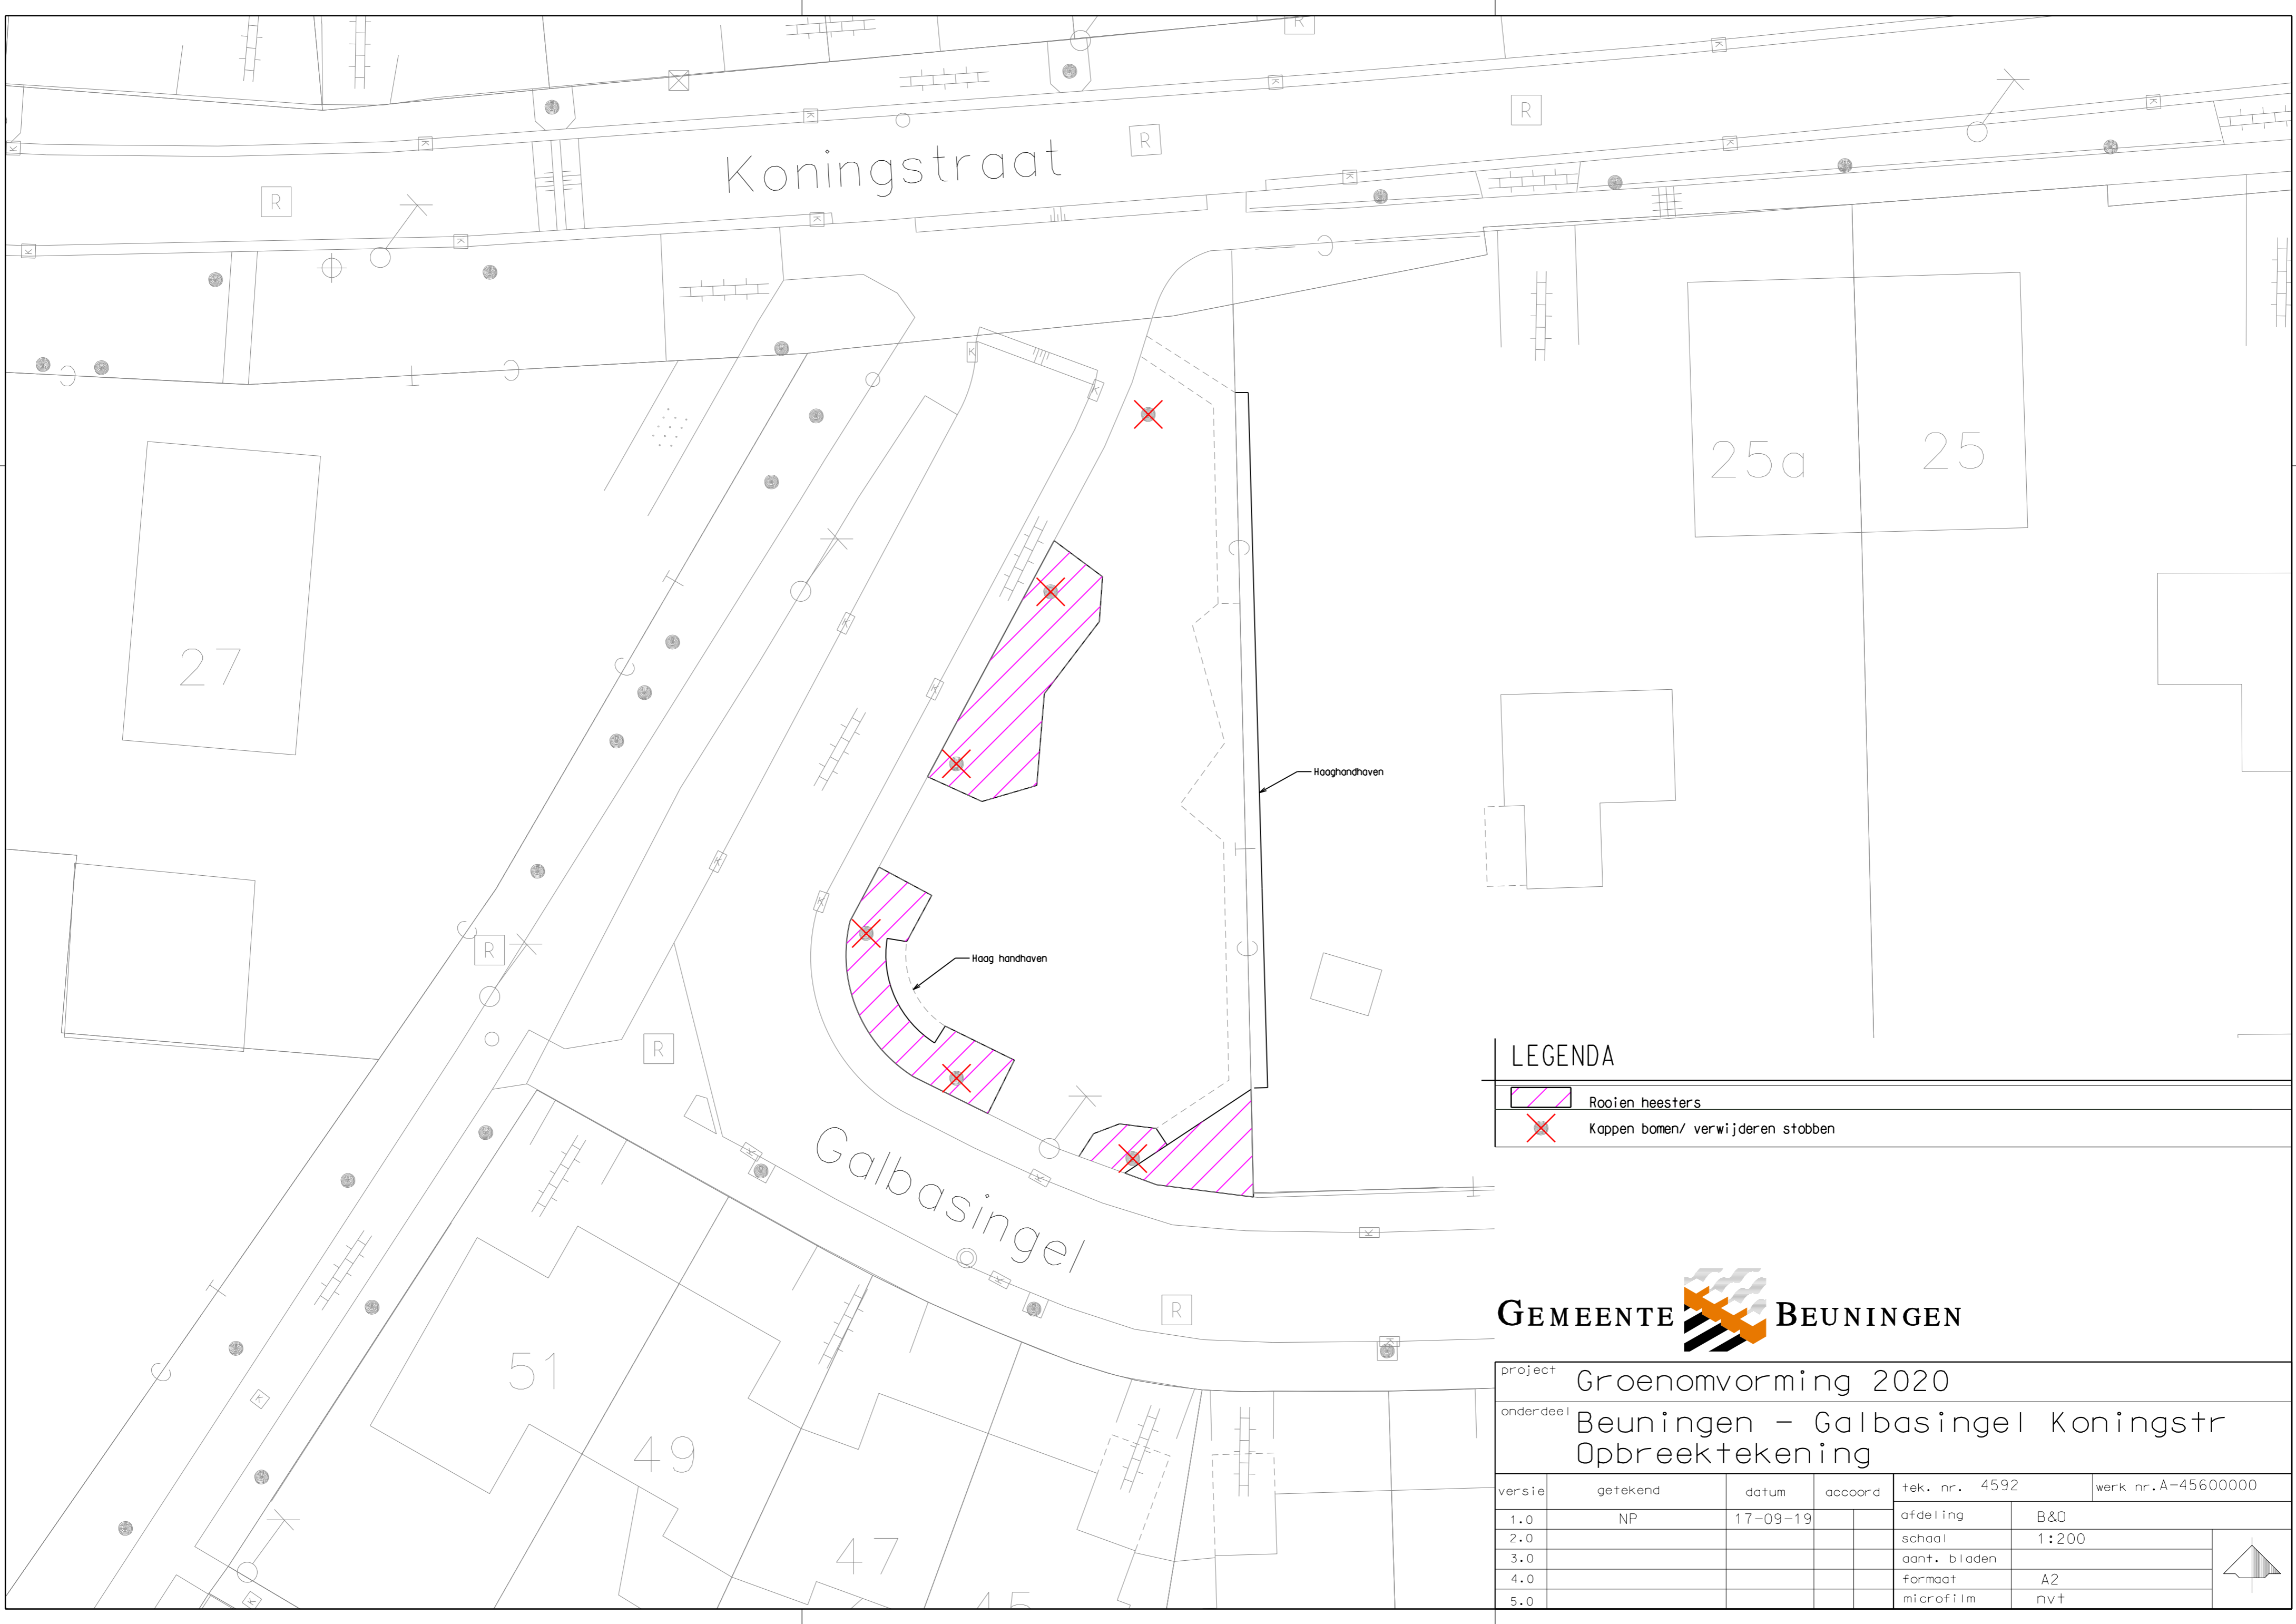 R
Koningstraat
R
R
R
K
K
K
K
K
K
K
K
K
K
K
K
K
K
25a
25
27
Haaghandhaven
K
K
K
K
R
Haag handhaven
R
LEGENDA
Rooien heesters
Kappen bomen/ verwijderen stobben
Galbasingel
K
K
K
K
K
R
K
K
51
49
47
45
GEMEENTE BEUNINGEN
project Groenomvorming 2020
onderdeel Beuningen - Galbasingel Koningstr
Opbreektekening
versie getekend datum accoord tek. nr. 4592 werk nr. A-45600000
1.0 NP 17-09-19 afdeling B&O
2.0 schaal 1:200
3.0 aant. bladen
4.0 formaat A2
5.0 microfilm nvt